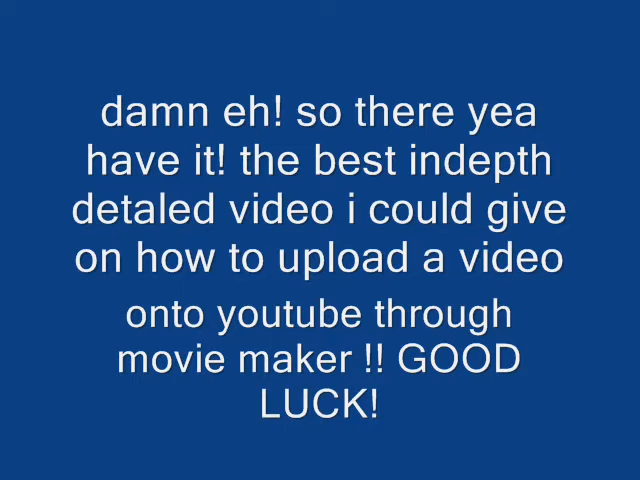 damn eh! so there yea
have it! the best indepth
detaled video i could give
on how to upload a video
onto youtube through
movie maker !! GOOD
LUCK!